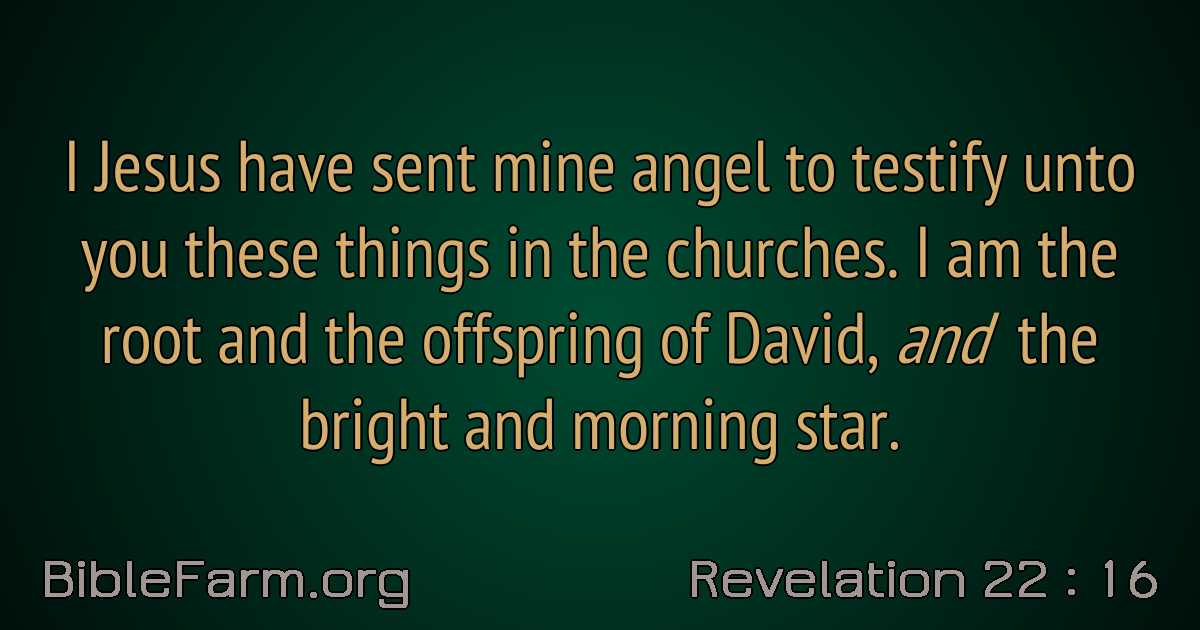 I Jesus have sent mine angel to testify unto
you these things in the churches. I am the
root and the offspring of David, and the
bright and morning star.
BibleFarm.org
Revelation 22 : 16